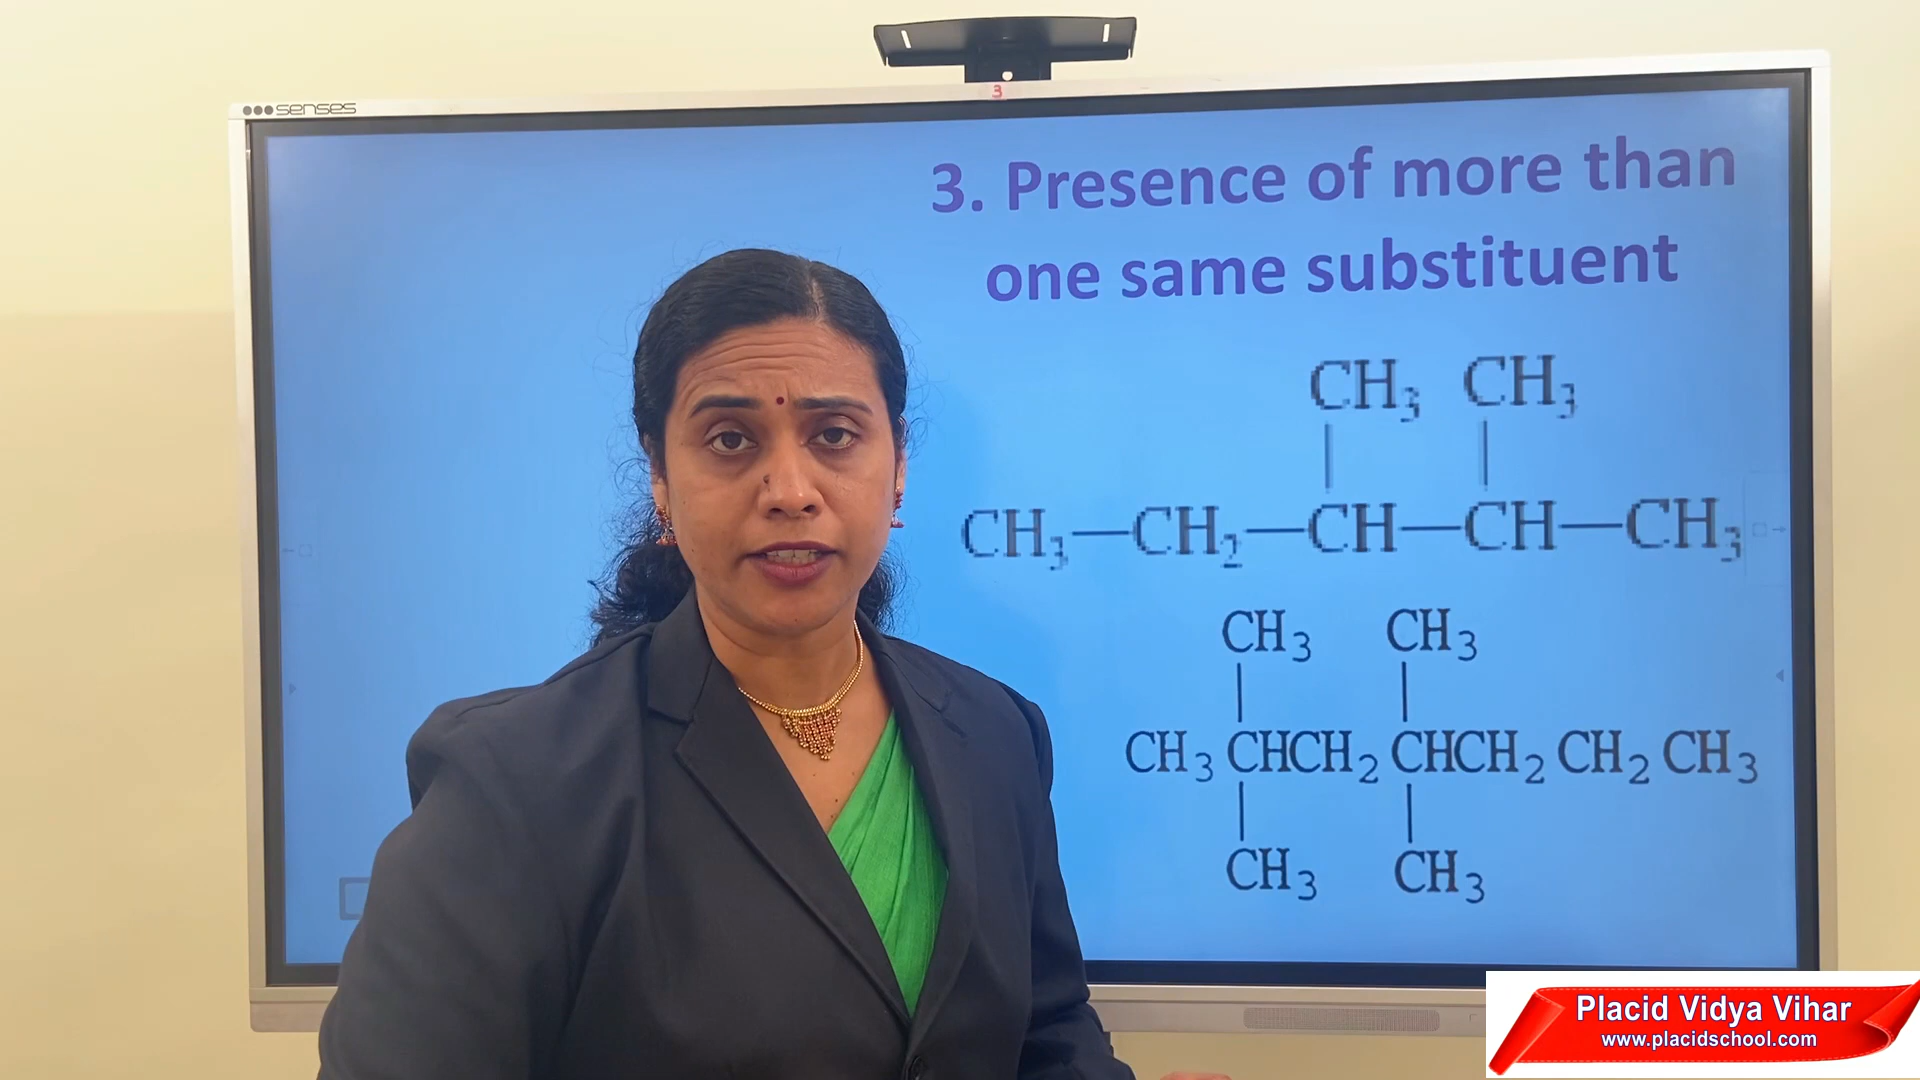 senses
3
3. Presence of more than
one same substituent
CH3 CH3
CH3—CH2—CH—CH—CH3
CH3 CH3
CH3 CHCH2 CHCH2 CH2 CH3
CH3 CH3
Placid Vidya Vihar
www.placidschool.com